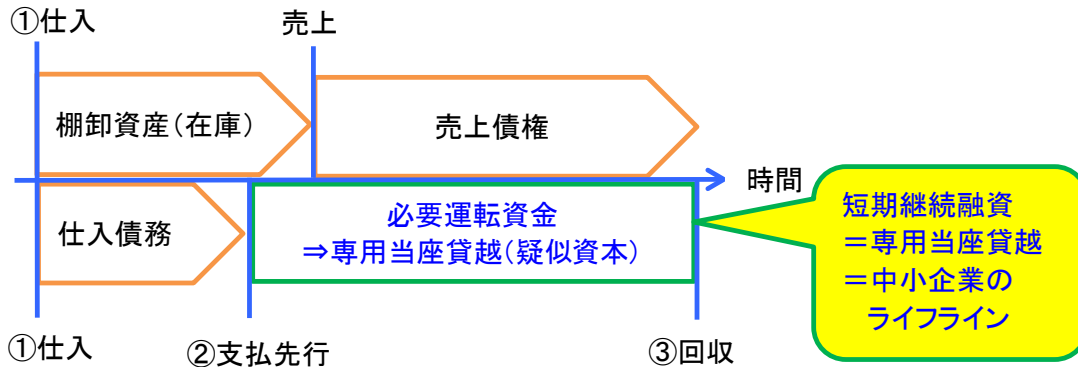 ①仕入
売上
棚卸資産（在庫）
売上債権
時間
仕入債務
必要運転資金
⇒専用当座貸越（疑似資本）
短期継続融資
＝専用当座貸越
＝中小企業の
ライフライン
①仕入
②支払先行
③回収